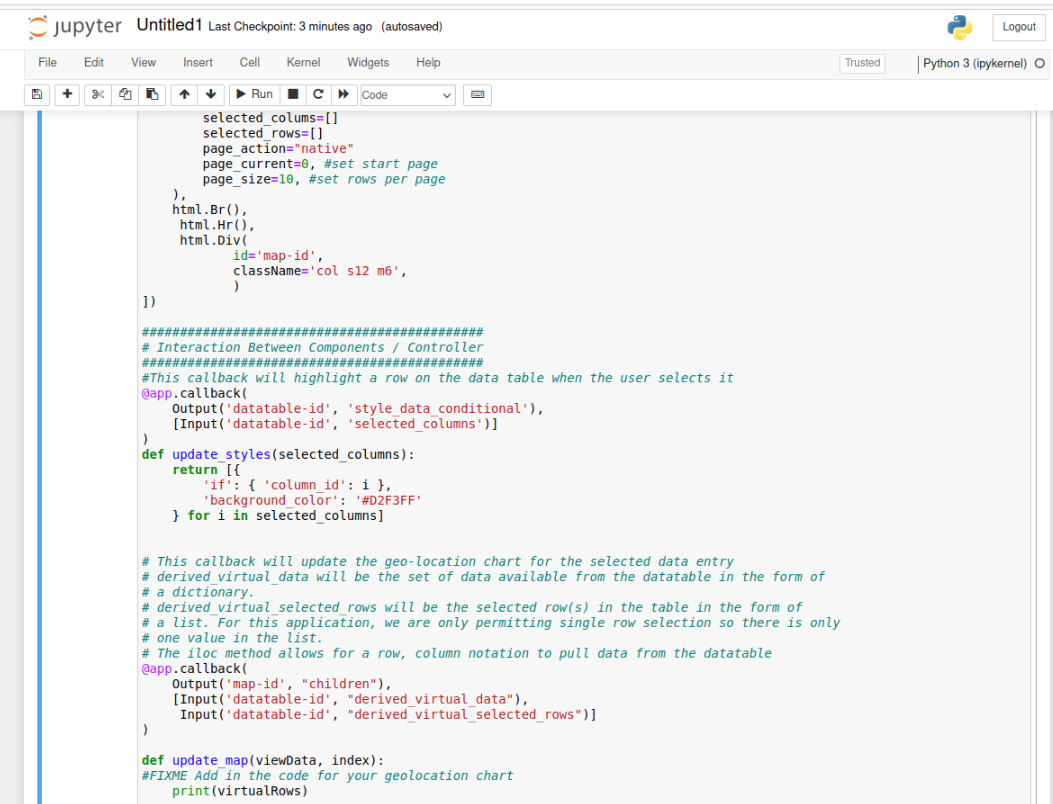 jupyter Untitled1 Last Checkpoint: 3 minutes ago (autosaved) Logout
File Edit View Insert Cell Kernel Widgets Help Trusted Python 3 (ipykernel)
Run Code
selected_colums=[]
selected_rows=[]
page_action="native"
page_current=0, #set start page
page_size=10, #set rows per page
),
html.Br(),
html.Hr(),
html.Div(
id='map-id',
className='col s12 m6',
)
])
#############################################
# Interaction Between Components / Controller
#############################################
#This callback will highlight a row on the data table when the user selects it
@app.callback(
Output('datatable-id', 'style_data_conditional'),
[Input('datatable-id', 'selected_columns')]
)
def update_styles(selected_columns):
return [{
'if': { 'column_id': i },
'background_color': '#D2F3FF'
} for i in selected_columns]
# This callback will update the geo-location chart for the selected data entry
# derived_virtual_data will be the set of data available from the datatable in the form of
# a dictionary.
# derived_virtual_selected_rows will be the selected row(s) in the table in the form of
# a list. For this application, we are only permitting single row selection so there is only
# one value in the list.
# The iloc method allows for a row, column notation to pull data from the datatable
@app.callback(
Output('map-id', "children"),
[Input('datatable-id', "derived_virtual_data"),
Input('datatable-id', "derived_virtual_selected_rows")]
)
def update_map(viewData, index):
#FIXME Add in the code for your geolocation chart
print(virtualRows)